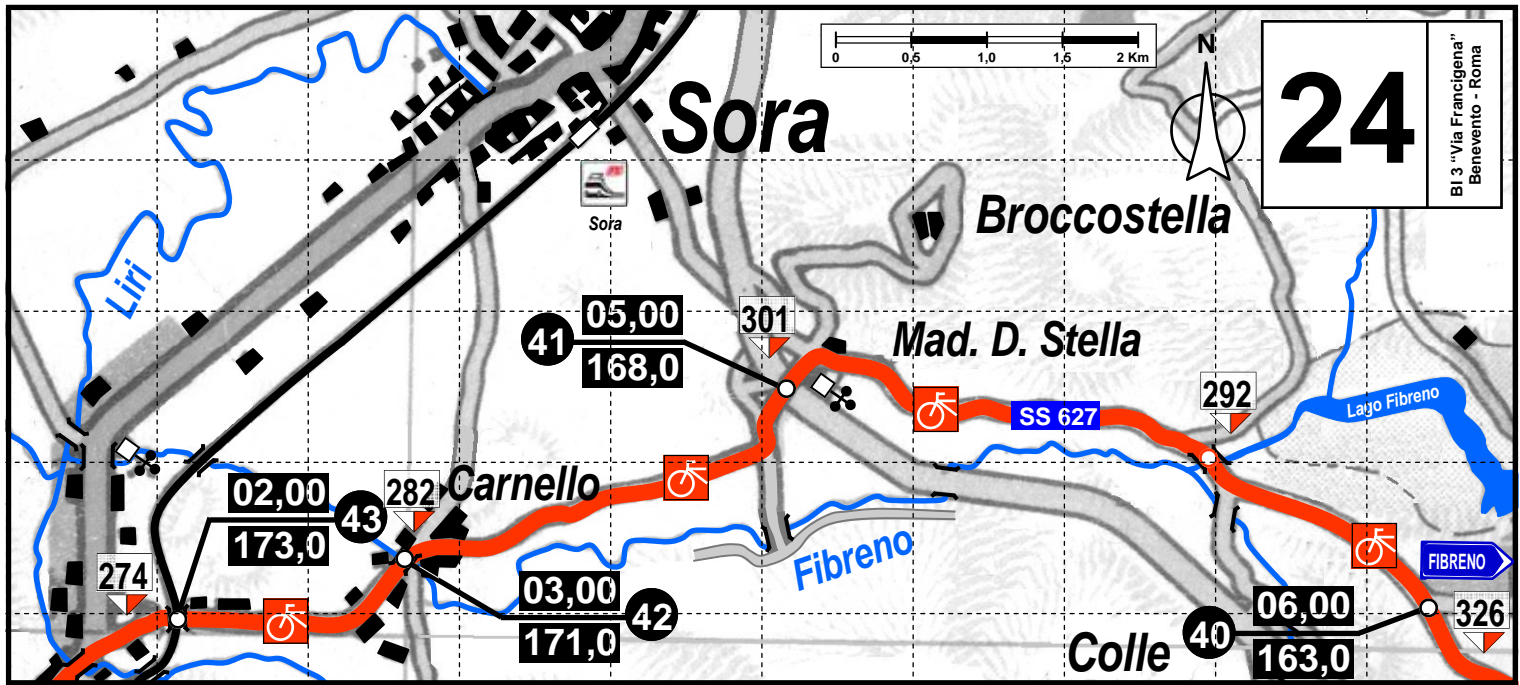 0 0,5 1,0 1,5 2 Km
N
24
BI 3 "Via Francigena"
Benevento - Roma
Sora
Sora
Broccostella
Liri
41
05,00
168,0
301
Mad. D. Stella
SS 627
292
Lago Fibreno
02,00
173,0
43
282
Carnello
274
03,00
171,0
42
Fibreno
FIBRENO
Colle
40
06,00
163,0
326